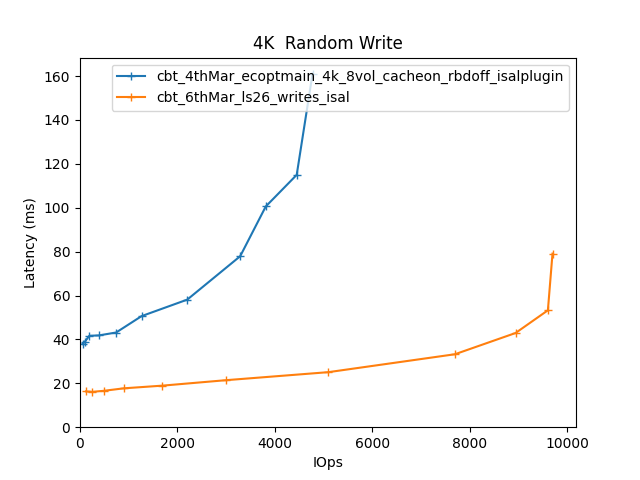 4K  Random Write
cbt_4thMar_ecoptmain_4k_8vol_cacheon_rbdoff_isalplugin
cbt_6thMar_ls26_writes_isal
Latency (ms)
160
140
120
100
80
60
40
20
0
0 2000 4000 6000 8000 10000
IOps